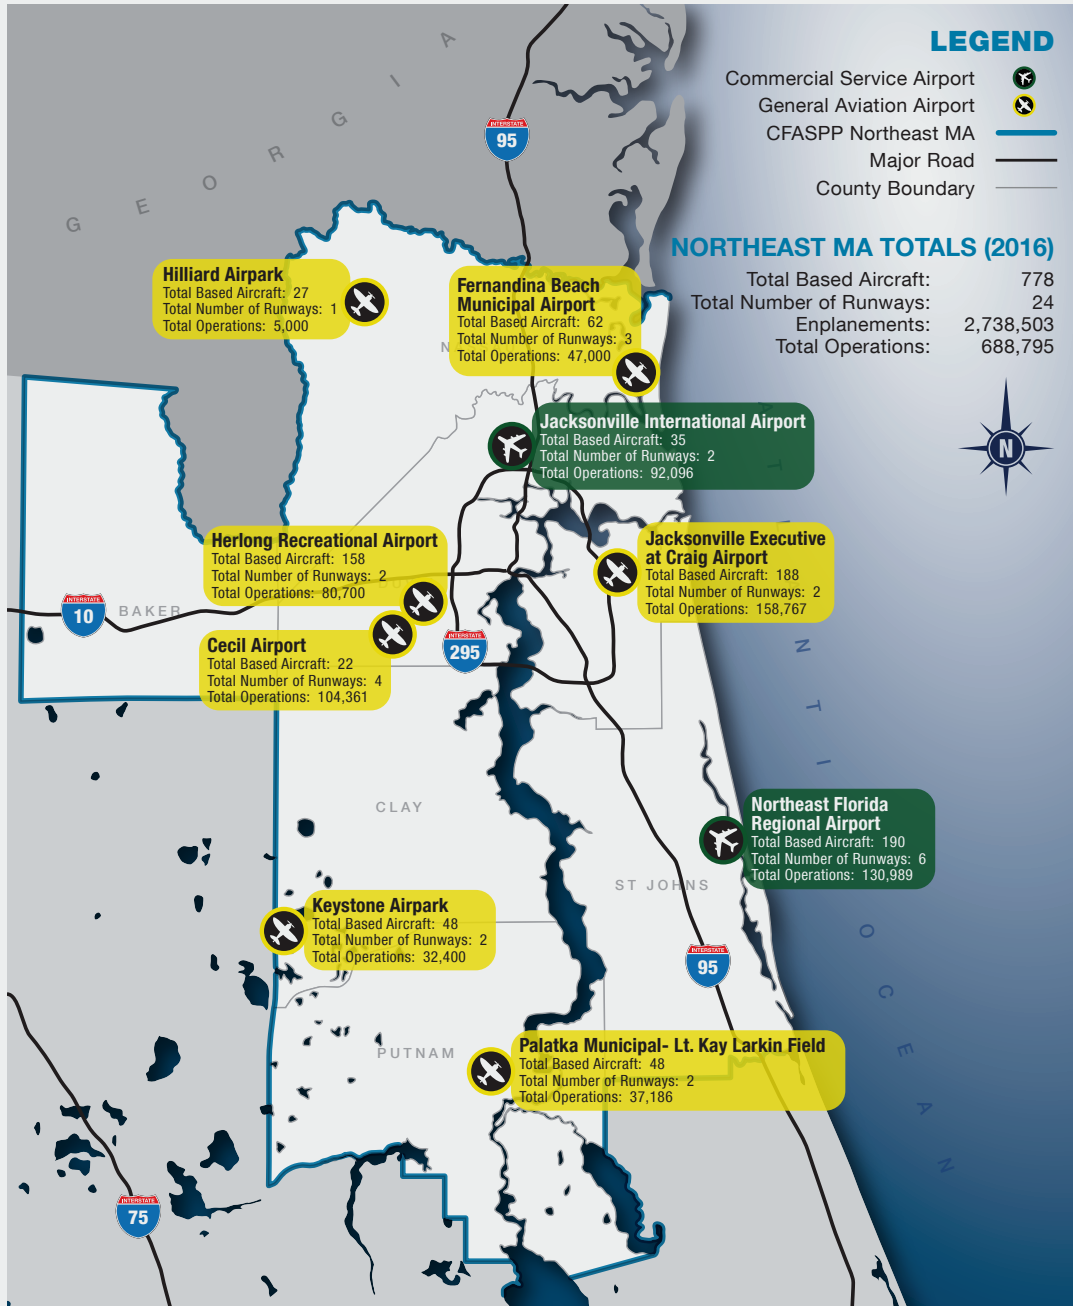 GEORGIA
LEGEND
Commercial Service Airport
General Aviation Airport
CFASPP Northeast MA
Major Road
County Boundary
INTERSTATE
95
NORTHEAST MA TOTALS (2016)
Total Based Aircraft: 778
Total Number of Runways: 24
Enplanements: 2,738,503
Total Operations: 688,795
Hilliard Airpark
Total Based Aircraft: 27
Total Number of Runways: 1
Total Operations: 5,000
Fernandina Beach
Municipal Airport
Total Based Aircraft: 62
Total Number of Runways: 3
Total Operations: 47,000
Jacksonville International Airport
Total Based Aircraft: 35
Total Number of Runways: 2
Total Operations: 92,096
N
Herlong Recreational Airport
Total Based Aircraft: 158
Total Number of Runways: 2
Total Operations: 80,700
Jacksonville Executive
at Craig Airport
Total Based Aircraft: 188
Total Number of Runways: 2
Total Operations: 158,767
INTERSTATE
10
BAKER
Cecil Airport
Total Based Aircraft: 22
Total Number of Runways: 4
Total Operations: 104,361
INTERSTATE
295
CLAY
Northeast Florida
Regional Airport
Total Based Aircraft: 190
Total Number of Runways: 6
Total Operations: 130,989
ST JOHNS
Keystone Airpark
Total Based Aircraft: 48
Total Number of Runways: 2
Total Operations: 32,400
INTERSTATE
95
OCEAN
PUTNAM
Palatka Municipal- Lt. Kay Larkin Field
Total Based Aircraft: 48
Total Number of Runways: 2
Total Operations: 37,186
INTERSTATE
75